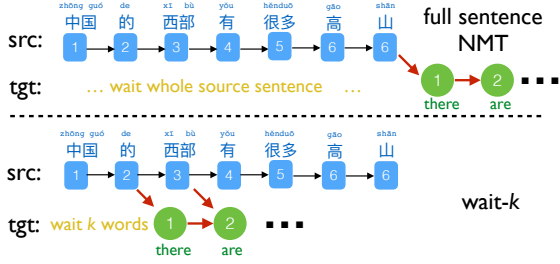 zhōng guó de xī bù yǒu hěnduō gāo shān
src: 中国 的 西部 有 很多 高 山
1 2 3 4 5 6 6
full sentence
NMT
tgt: ... wait whole source sentence ...
1 2 ...
there are
zhōng guó de xī bù yǒu hěnduō gāo shān
src: 中国 的 西部 有 很多 高 山
1 2 3 4 5 6 6
wait-k
tgt: wait k words 1 2 ...
there are